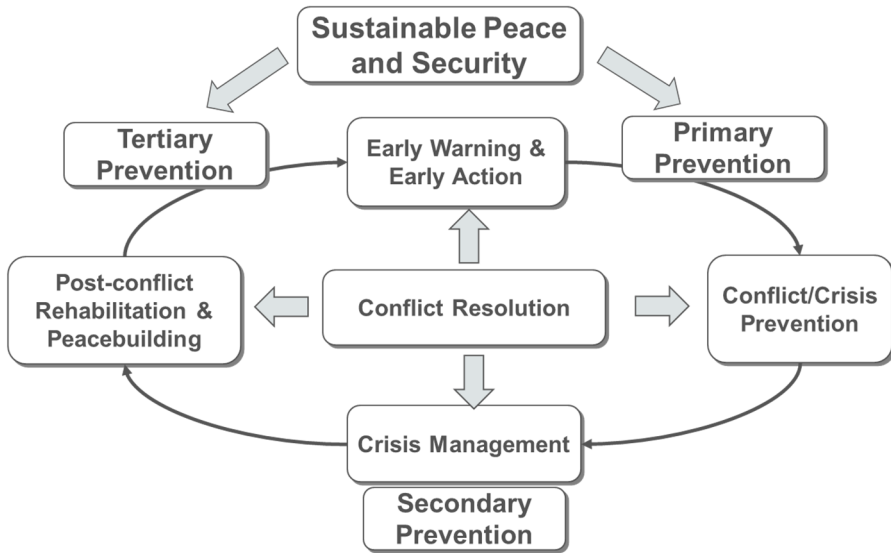 Sustainable Peace
and Security
Tertiary
Prevention
Early Warning &
Early Action
Primary
Prevention
Post-conflict
Rehabilitation &
Peacebuilding
Conflict Resolution
Conflict/Crisis
Prevention
Crisis Management
Secondary
Prevention